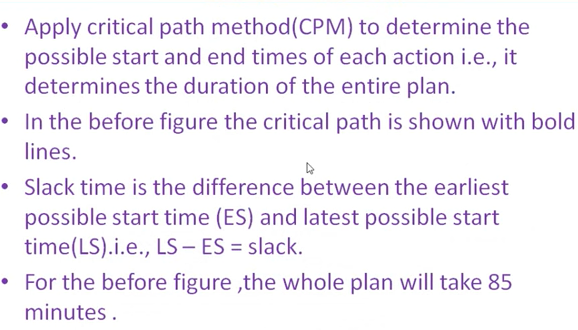 • Apply critical path method(CPM) to determine the
possible start and end times of each action i.e., it
determines the duration of the entire plan.
• In the before figure the critical path is shown with bold
lines.
• Slack time is the difference between the earliest
possible start time (ES) and latest possible start
time(LS).i.e., LS – ES = slack.
• For the before figure ,the whole plan will take 85
minutes .